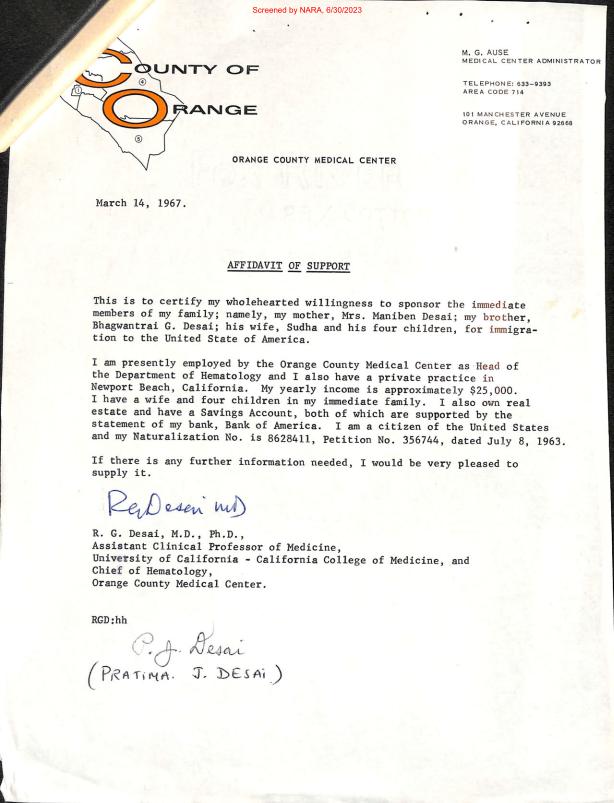 Screened by NARA, 6/30/2023
COUNTY OF
ORANGE
M. G. AUSE
MEDICAL CENTER ADMINISTRATOR
TELEPHONE: 633-9393
AREA CODE 714
101 MANCHESTER AVENUE
ORANGE, CALIFORNIA 92668
ORANGE COUNTY MEDICAL CENTER
March 14, 1967.
AFFIDAVIT OF SUPPORT
This is to certify my wholehearted willingness to sponsor the immediate
members of my family; namely, my mother, Mrs. Maniben Desai; my brother,
Bhagwantrai G. Desai; his wife, Sudha and his four children, for immigra-
tion to the United State of America.
I am presently employed by the Orange County Medical Center as Head of
the Department of Hematology and I also have a private practice in
Newport Beach, California. My yearly income is approximately $25,000.
I have a wife and four children in my immediate family. I also own real
estate and have a Savings Account, both of which are supported by the
statement of my bank, Bank of America. I am a citizen of the United States
and my Naturalization No. is 8628411, Petition No. 356744, dated July 8, 1963.
If there is any further information needed, I would be very pleased to
supply it.
RGDesai MD
R. G. Desai, M.D., Ph.D.,
Assistant Clinical Professor of Medicine,
University of California - California College of Medicine, and
Chief of Hematology,
Orange County Medical Center.
RGD:hh
P. J. Desai
(PRATIMA. J. DESAI)